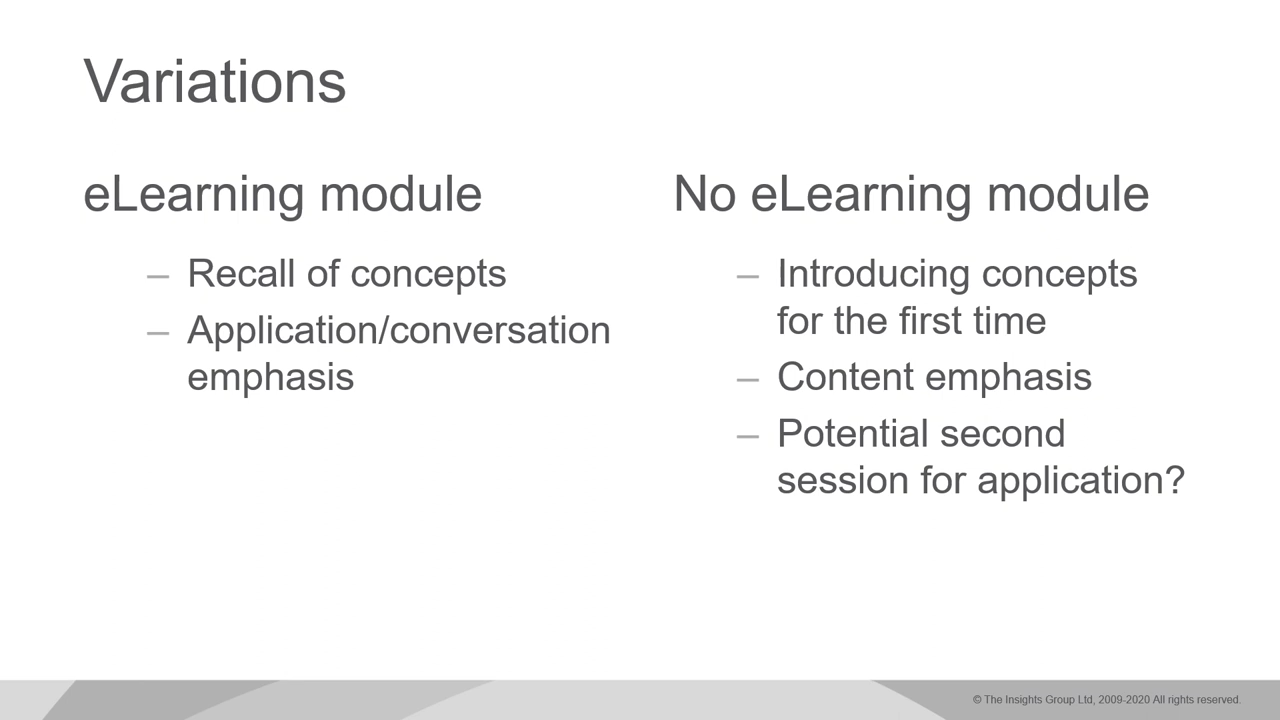 Variations
eLearning module
– Recall of concepts
– Application/conversation
emphasis
No eLearning module
– Introducing concepts
for the first time
– Content emphasis
– Potential second
session for application?
© The Insights Group Ltd, 2009-2020 All rights reserved.